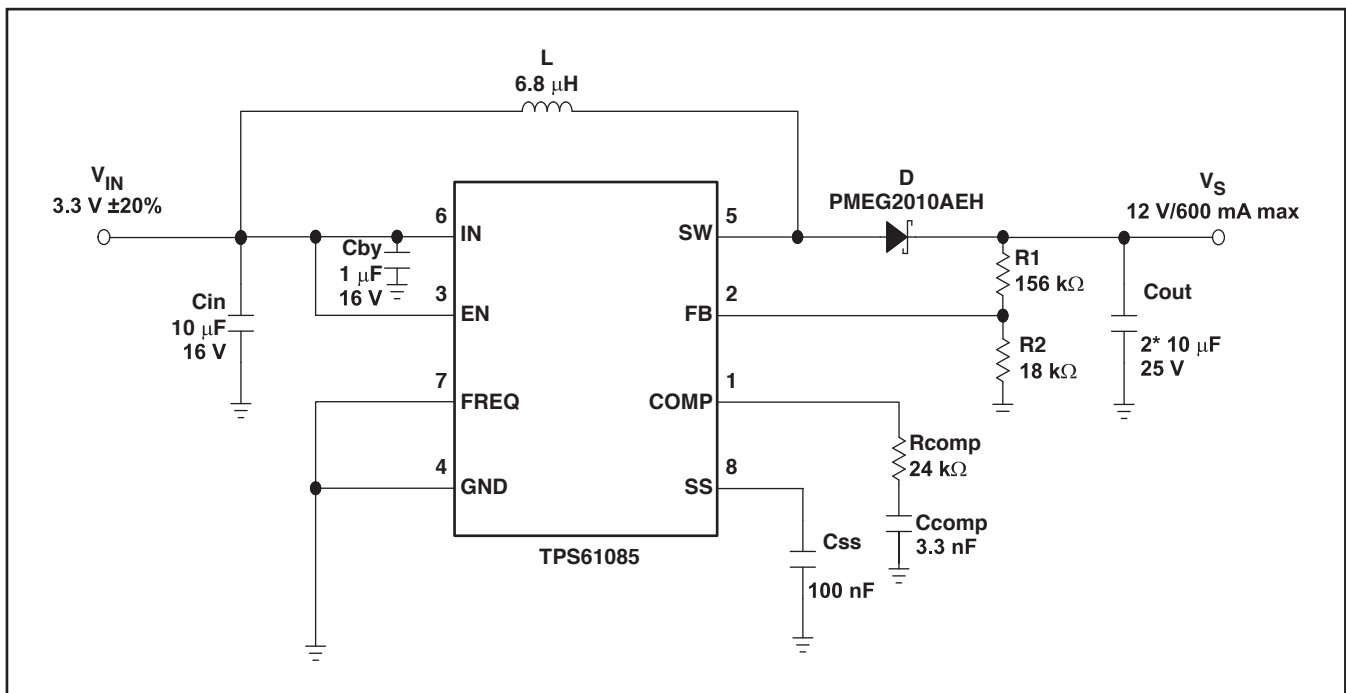 L
6.8 μH
VIN
3.3 V ±20%
D
PMEG2010AEH
VS
12 V/600 mA max
6
IN
SW
5
Cby
1 μF
16 V
R1
156 kΩ
3
EN
FB
2
Cin
10 μF
16 V
Cout
2* 10 μF
25 V
R2
18 kΩ
7
FREQ
COMP
1
Rcomp
24 kΩ
4
GND
SS
8
Ccomp
3.3 nF
Css
100 nF
TPS61085